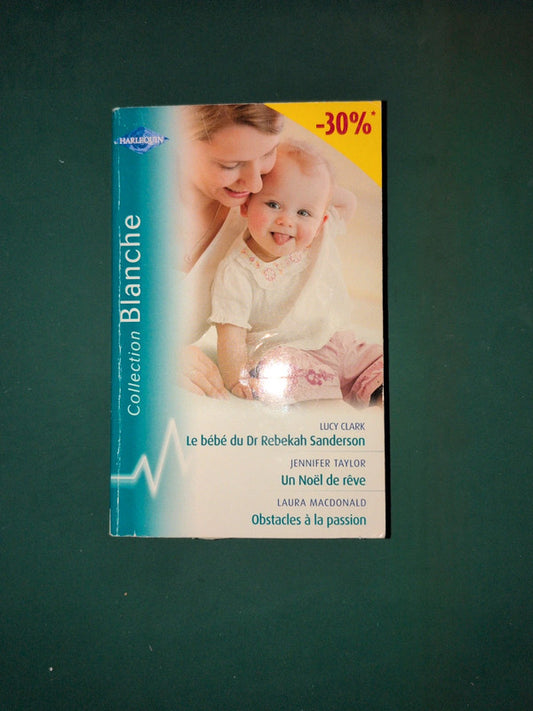 HARLEQUIN
-30%*
Collection Blanche
LUCY CLARK
Le bébé du Dr Rebekah Sanderson
JENNIFER TAYLOR
Un Noël de rêve
LAURA MACDONALD
Obstacles à la passion